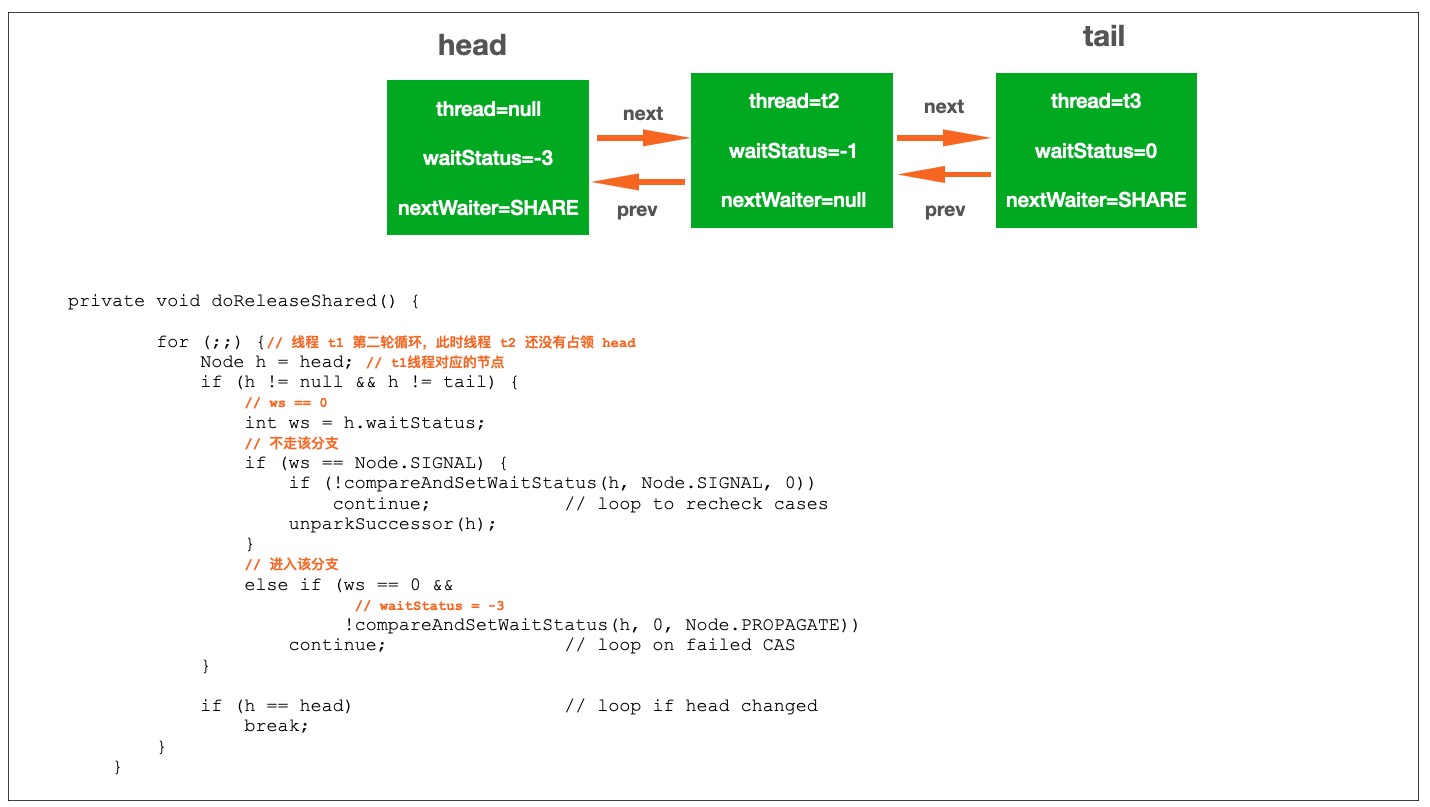 head
tail
thread=null
waitStatus=-3
nextWaiter=SHARE
next
prev
thread=t2
waitStatus=-1
nextWaiter=null
next
prev
thread=t3
waitStatus=0
nextWaiter=SHARE
private void doReleaseShared() {
for (;;) {// 线程 t1 第二轮循环，此时线程 t2 还没有占领 head
Node h = head; // t1线程对应的节点
if (h != null && h != tail) {
// ws == 0
int ws = h.waitStatus;
// 不走该分支
if (ws == Node.SIGNAL) {
if (!compareAndSetWaitStatus(h, Node.SIGNAL, 0))
continue; // loop to recheck cases
unparkSuccessor(h);
}
// 进入该分支
else if (ws == 0 &&
// waitStatus = -3
!compareAndSetWaitStatus(h, 0, Node.PROPAGATE))
continue; // loop on failed CAS
}
if (h == head) // loop if head changed
break;
}
}